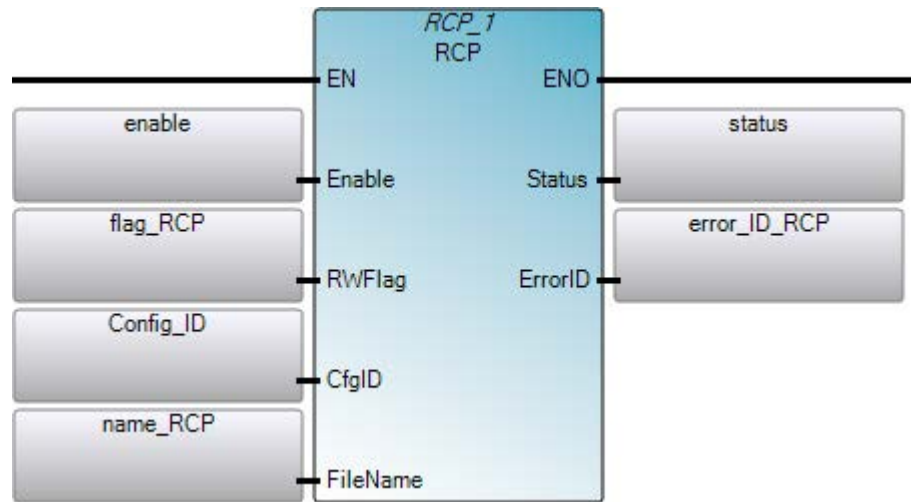 RCP_1
RCP
EN ENO
enable status
Enable Status
flag_RCP error_ID_RCP
RWFlag ErrorID
Config_ID
CfgID
name_RCP
FileName